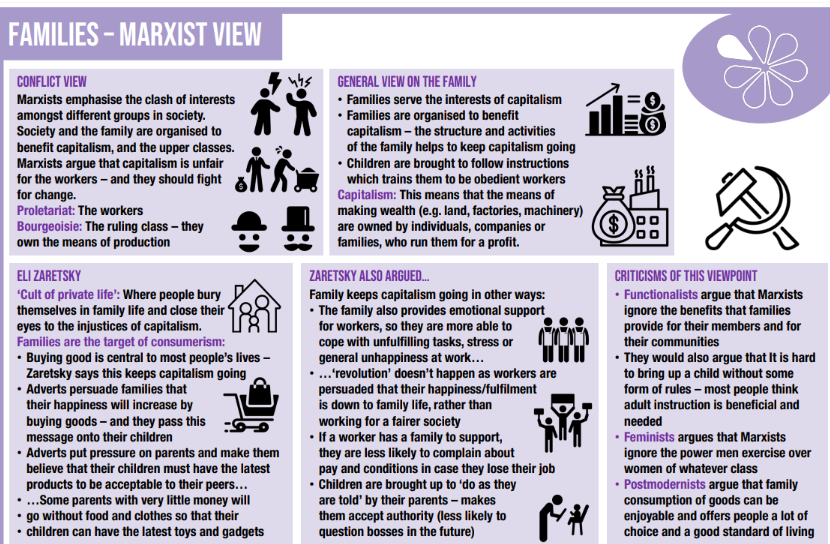 FAMILIES – MARXIST VIEW
CONFLICT VIEW
Marxists emphasise the clash of interests
amongst different groups in society.
Society and the family are organised to
benefit capitalism, and the upper classes.
Marxists argue that capitalism is unfair
for the workers – and they should fight
for change.
Proletariat: The workers
Bourgeoisie: The ruling class – they
own the means of production
GENERAL VIEW ON THE FAMILY
• Families serve the interests of capitalism
• Families are organised to benefit
capitalism – the structure and activities
of the family helps to keep capitalism going
• Children are brought to follow instructions
which trains them to be obedient workers
Capitalism: This means that the means of
making wealth (e.g. land, factories, machinery)
are owned by individuals, companies or
families, who run them for a profit.
ELI ZARETSKY
‘Cult of private life’: Where people bury
themselves in family life and close their
eyes to the injustices of capitalism.
Families are the target of consumerism:
• Buying good is central to most people’s lives –
Zaretsky says this keeps capitalism going
• Adverts persuade families that
their happiness will increase by
buying goods – and they pass this
message onto their children
• Adverts put pressure on parents and make them
believe that their children must have the latest
products to be acceptable to their peers…
• …Some parents with very little money will
• go without food and clothes so that their
• children can have the latest toys and gadgets
ZARETSKY ALSO ARGUED…
Family keeps capitalism going in other ways:
• The family also provides emotional support
for workers, so they are more able to
cope with unfulfilling tasks, stress or
general unhappiness at work…
• …‘revolution’ doesn’t happen as workers are
persuaded that their happiness/fulfilment
is down to family life, rather than
working for a fairer society
• If a worker has a family to support,
they are less likely to complain about
pay and conditions in case they lose their job
• Children are brought up to ‘do as they
are told’ by their parents – makes
them accept authority (less likely to
question bosses in the future)
CRITICISMS OF THIS VIEWPOINT
• Functionalists argue that Marxists
ignore the benefits that families
provide for their members and for
their communities
• They would also argue that It is hard
to bring up a child without some
form of rules – most people think
adult instruction is beneficial and
needed
• Feminists argues that Marxists
ignore the power men exercise over
women of whatever class
• Postmodernists argue that family
consumption of goods can be
enjoyable and offers people a lot of
choice and a good standard of living